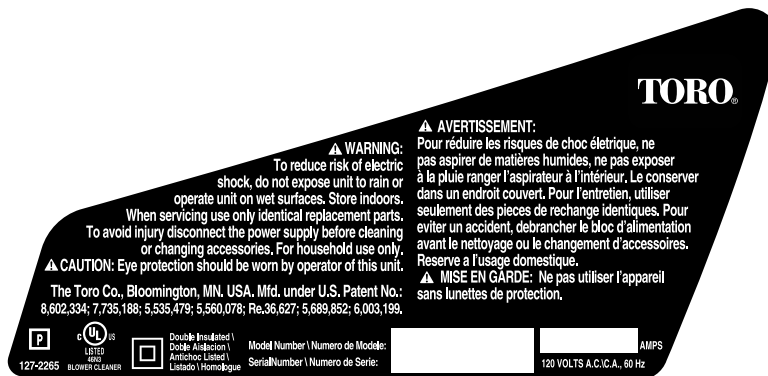 TORO®
⚠ WARNING:
To reduce risk of electric
shock, do not expose unit to rain or
operate unit on wet surfaces. Store indoors.
When servicing use only identical replacement parts.
To avoid injury disconnect the power supply before cleaning
or changing accessories. For household use only.
⚠ CAUTION: Eye protection should be worn by operator of this unit.
The Toro Co., Bloomington, MN. USA. Mfd. under U.S. Patent No.:
8,602,334; 7,735,188; 5,535,479; 5,560,078; Re.36,627; 5,689,852; 6,003,199.
⚠ AVERTISSEMENT:
Pour réduire les risques de choc életrique, ne
pas aspirer de matières humides, ne pas exposer
à la pluie ranger l'aspirateur à l'intérieur. Le conserver
dans un endroit couvert. Pour l'entretien, utiliser
seulement des pieces de rechange identiques. Pour
eviter un accident, debrancher le bloc d'alimentation
avant le nettoyage ou le changement d'accessoires.
Reserve a l'usage domestique.
⚠ MISE EN GARDE: Ne pas utiliser l'appareil
sans lunettes de protection.
P
127-2265
C UL US
LISTED
46N3
BLOWER CLEANER
Double Insulated \
Doble Aislacion \
Antichoc Listed \
Listado \ Homologue
Model Number \ Numero de Modele:
SerialNumber \ Numero de Serie:
AMPS
120 VOLTS A.C.\C.A., 60 Hz